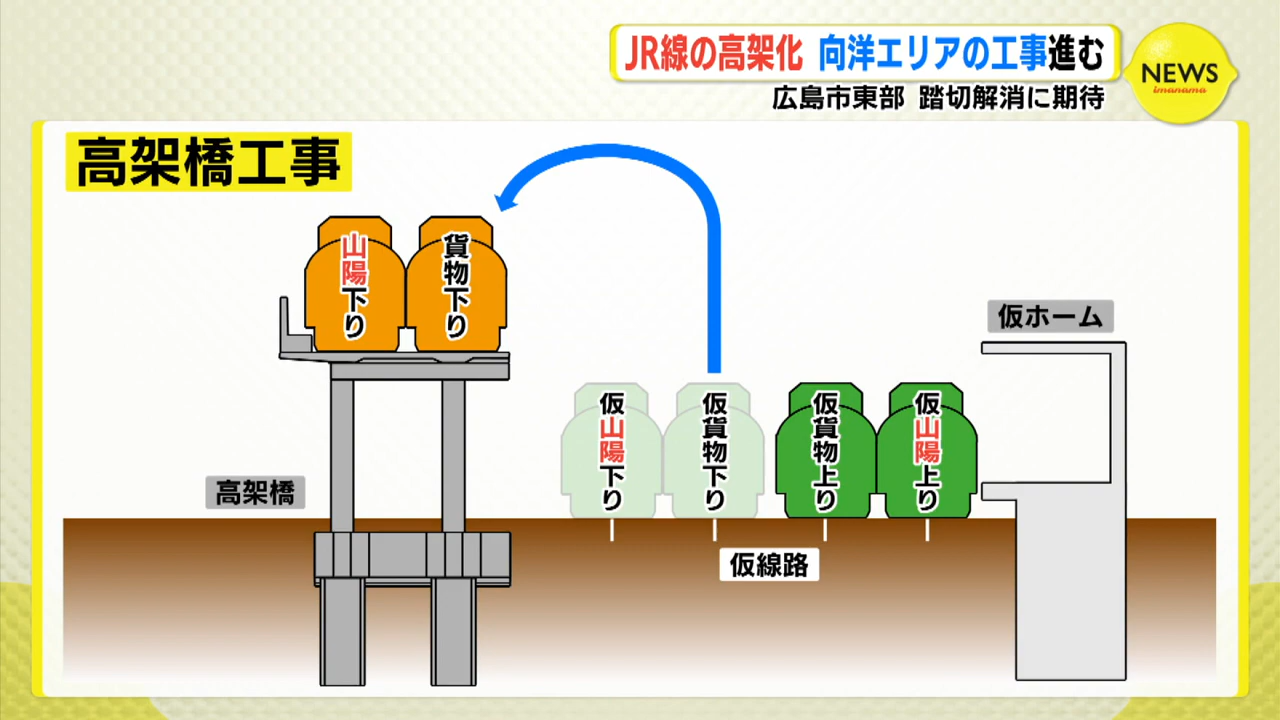 JR線の高架化 向洋エリアの工事進む
広島市東部 踏切解消に期待
NEWS
imanama
高架橋工事
山陽下り
貨物下り
仮ホーム
仮山陽下り
仮貨物下り
仮貨物上り
仮山陽上り
高架橋
仮線路